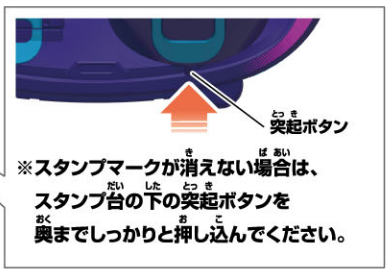 突起ボタン
※スタンプマークが消えない場合は、
スタンプ台の下の突起ボタンを
奥までしっかりと押し込んでください。